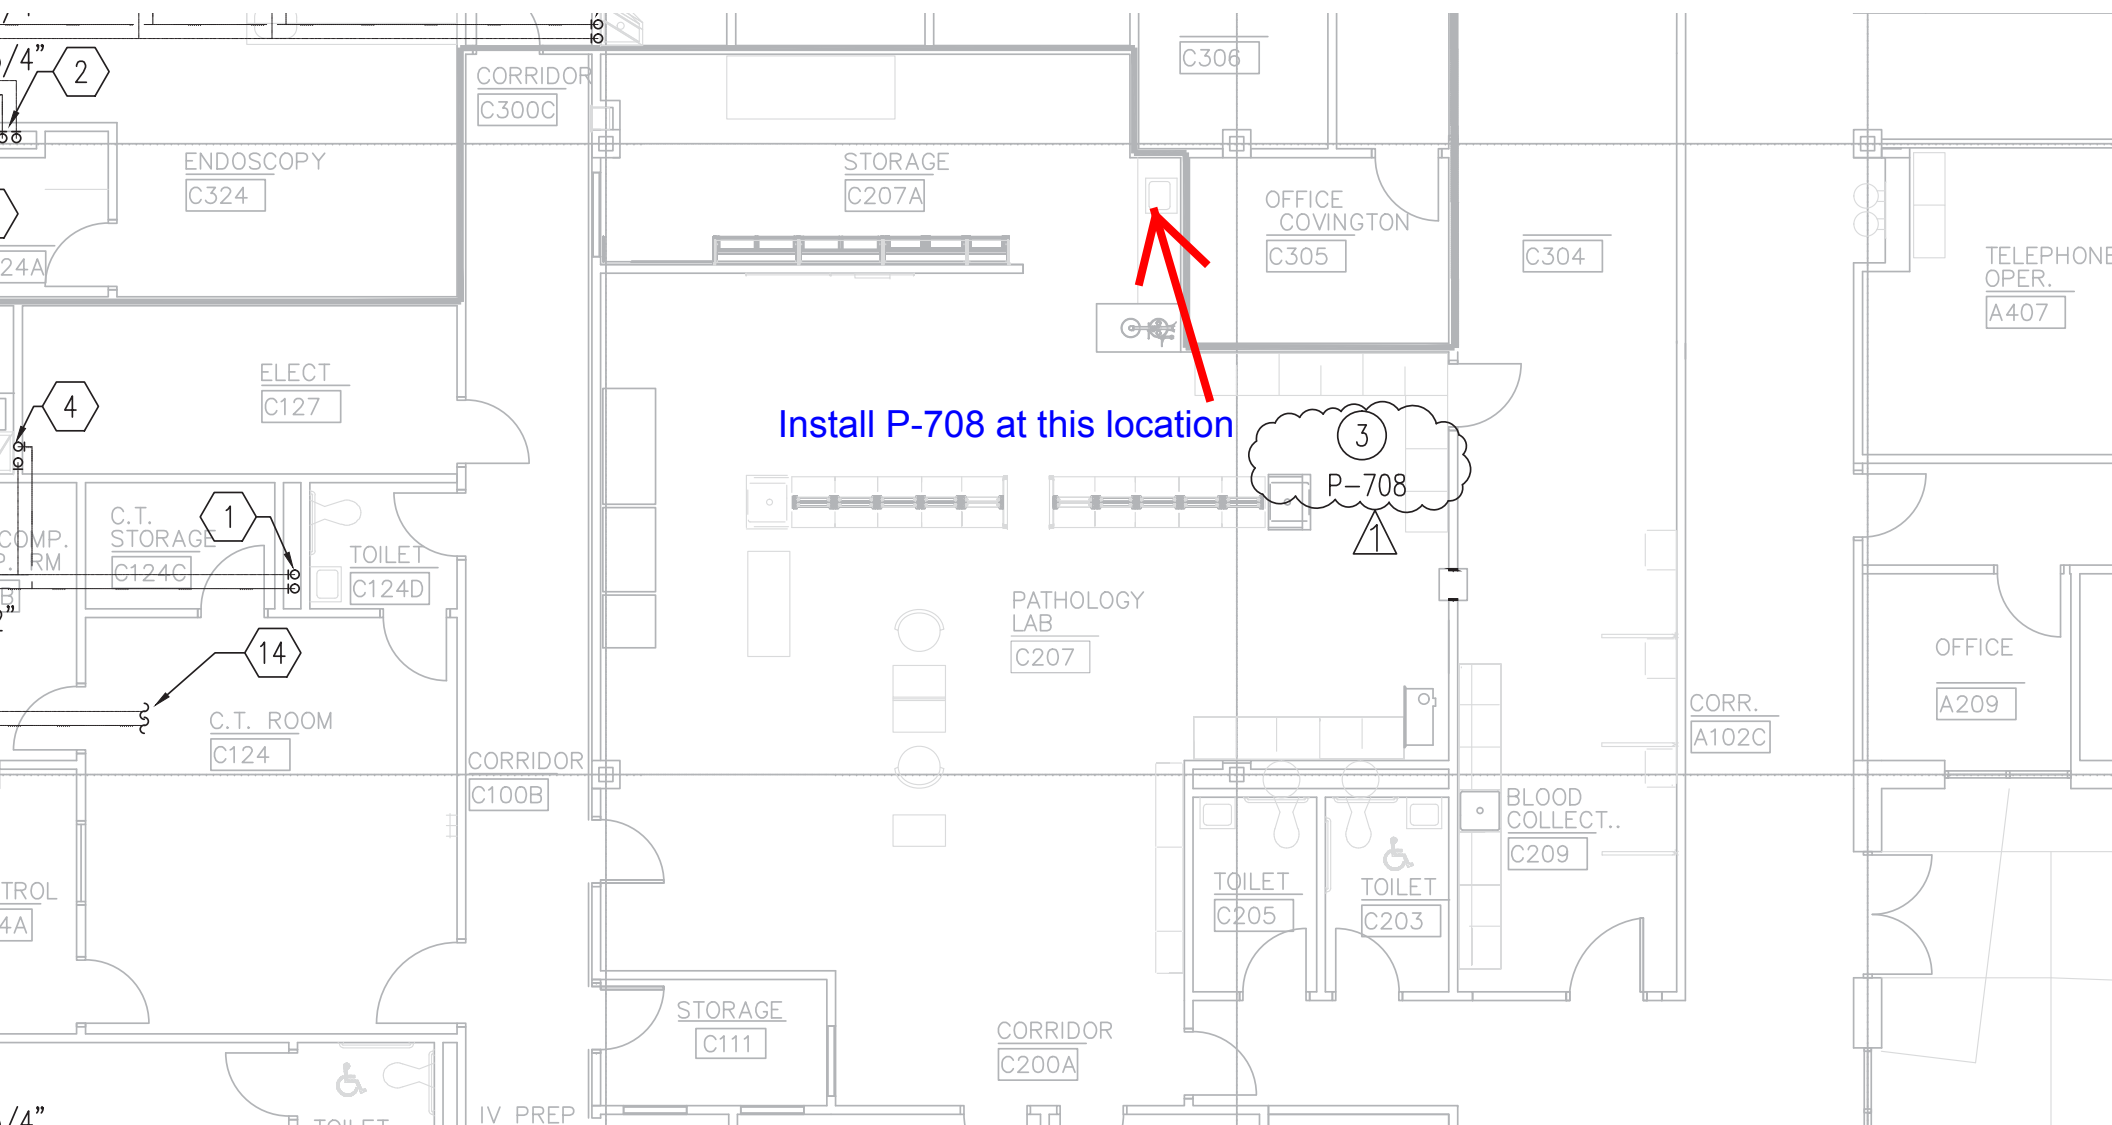 /4"
2
CORRIDOR
C300C
C306
ENDOSCOPY
C324
STORAGE
C207A
OFFICE
COVINGTON
C305
C304
TELEPHONE
OPER.
A407
24A
ELECT
C127
4
Install P-708 at this location
3
P-708
1
C.T.
STORAGE
C124C
1
TOILET
C124D
COMP.
P. RM
B
2"
PATHOLOGY
LAB
C207
OFFICE
A209
14
C.T. ROOM
C124
CORR.
A102C
CORRIDOR
C100B
BLOOD
COLLECT..
C209
TROL
4A
TOILET
C205
TOILET
C203
STORAGE
C111
CORRIDOR
C200A
IV PREP
/4"
TOILET